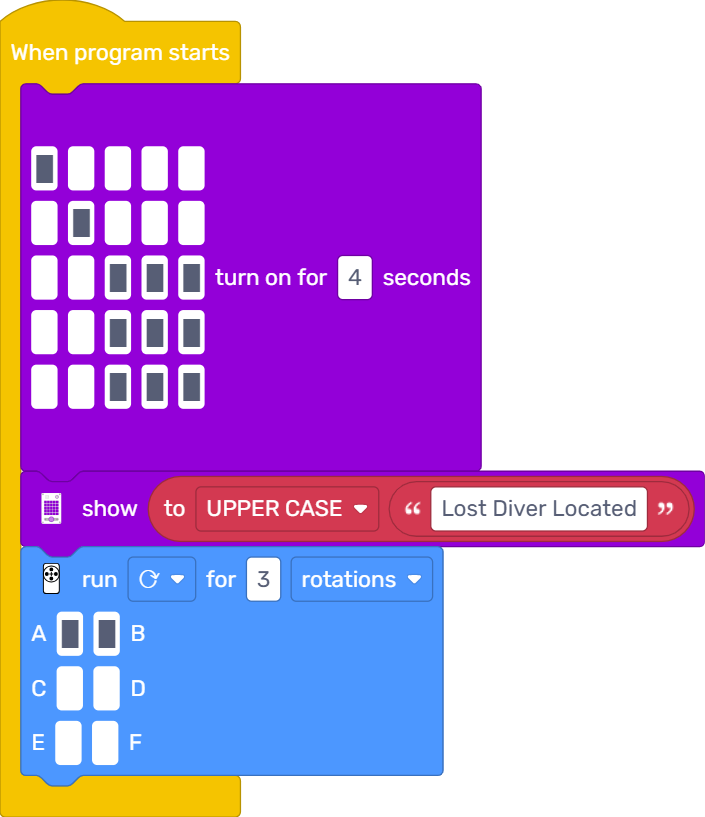 When program starts
turn on for 4 seconds
show to UPPER CASE “ Lost Diver Located ”
run for 3 rotations
A B
C D
E F